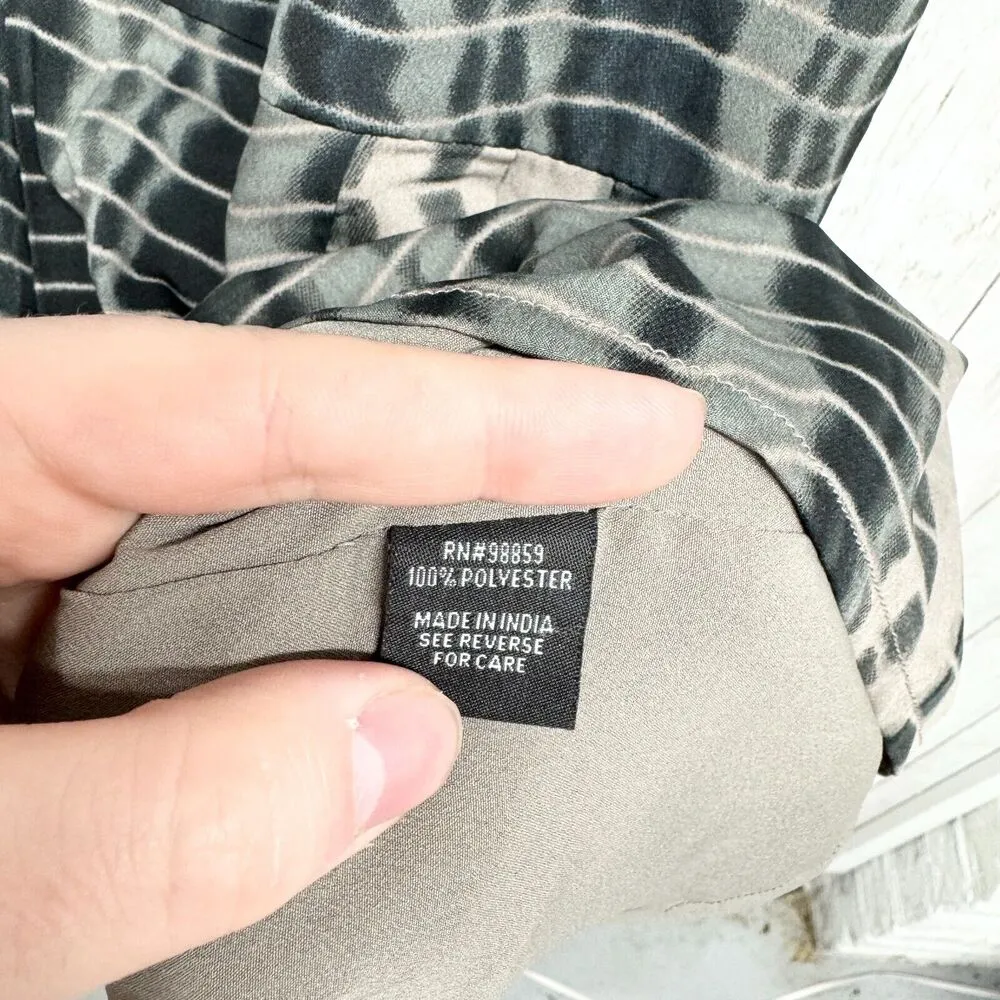 RN#98859
100% POLYESTER
MADE IN INDIA
SEE REVERSE
FOR CARE